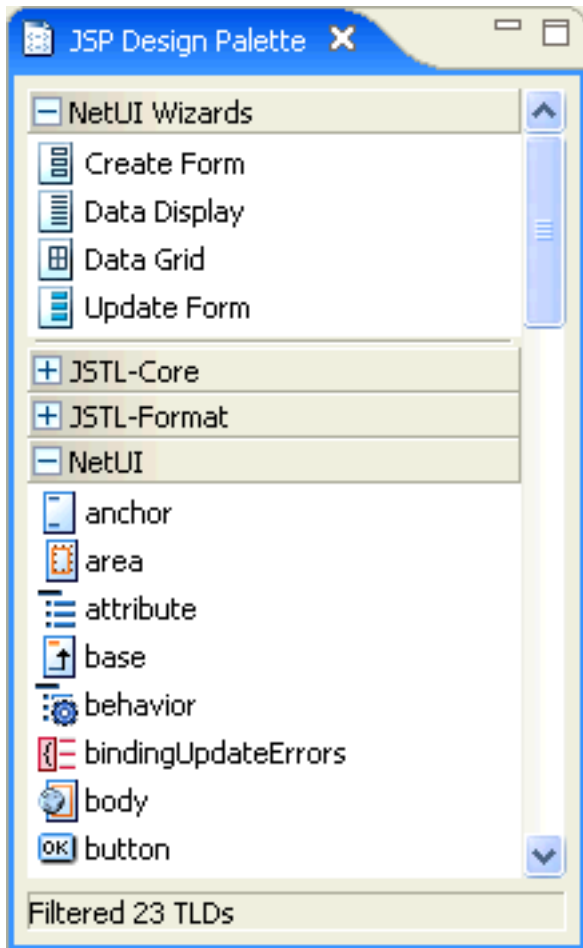 JSP Design Palette
NetUI Wizards
Create Form
Data Display
Data Grid
Update Form
JSTL-Core
JSTL-Format
NetUI
anchor
area
attribute
base
behavior
bindingUpdateErrors
body
OK button
Filtered 23 TLDs